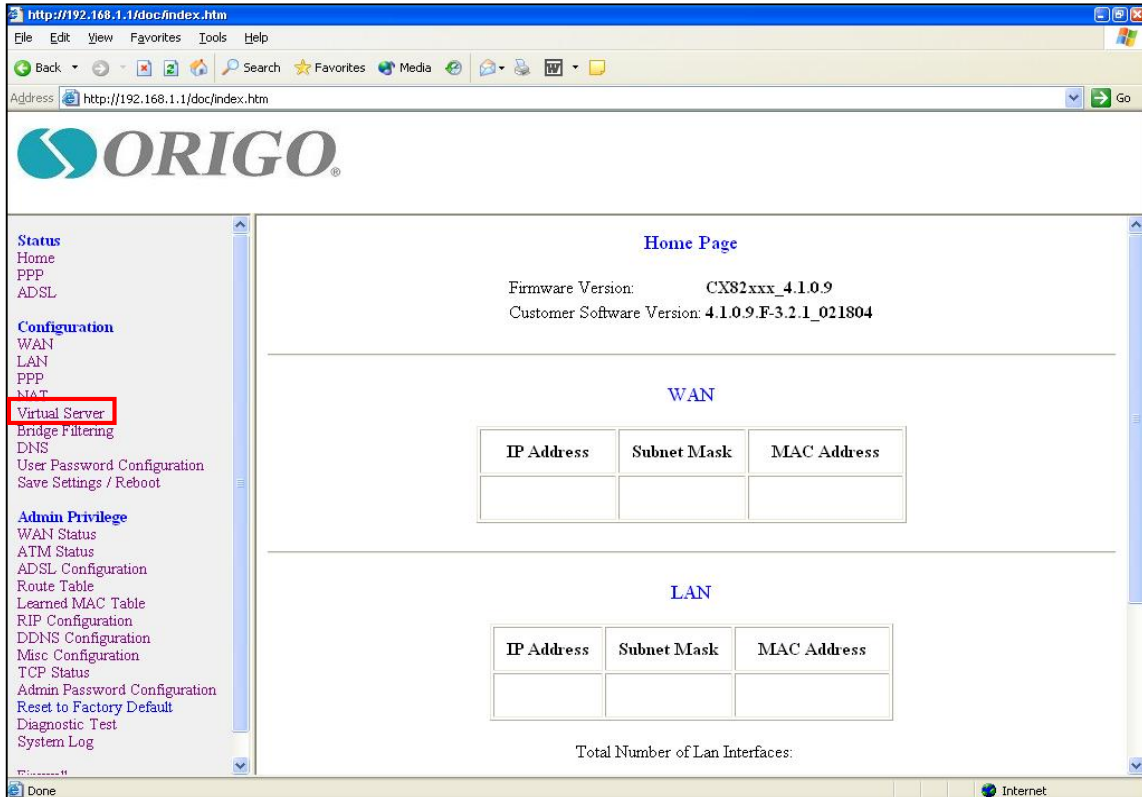 http://192.168.1.1/doc/index.htm
File Edit View Favorites Tools Help
Back Search Favorites Media
Address http://192.168.1.1/doc/index.htm Go
ORIGO®
Status
Home
PPP
ADSL
Configuration
WAN
LAN
PPP
NAT
Virtual Server
Bridge Filtering
DNS
User Password Configuration
Save Settings / Reboot
Admin Privilege
WAN Status
ATM Status
ADSL Configuration
Route Table
Learned MAC Table
RIP Configuration
DDNS Configuration
Misc Configuration
TCP Status
Admin Password Configuration
Reset to Factory Default
Diagnostic Test
System Log
Home Page
Firmware Version: CX82xxx_4.1.0.9
Customer Software Version: 4.1.0.9.F-3.2.1_021804
WAN
IP Address Subnet Mask MAC Address
LAN
IP Address Subnet Mask MAC Address
Total Number of Lan Interfaces:
Done Internet